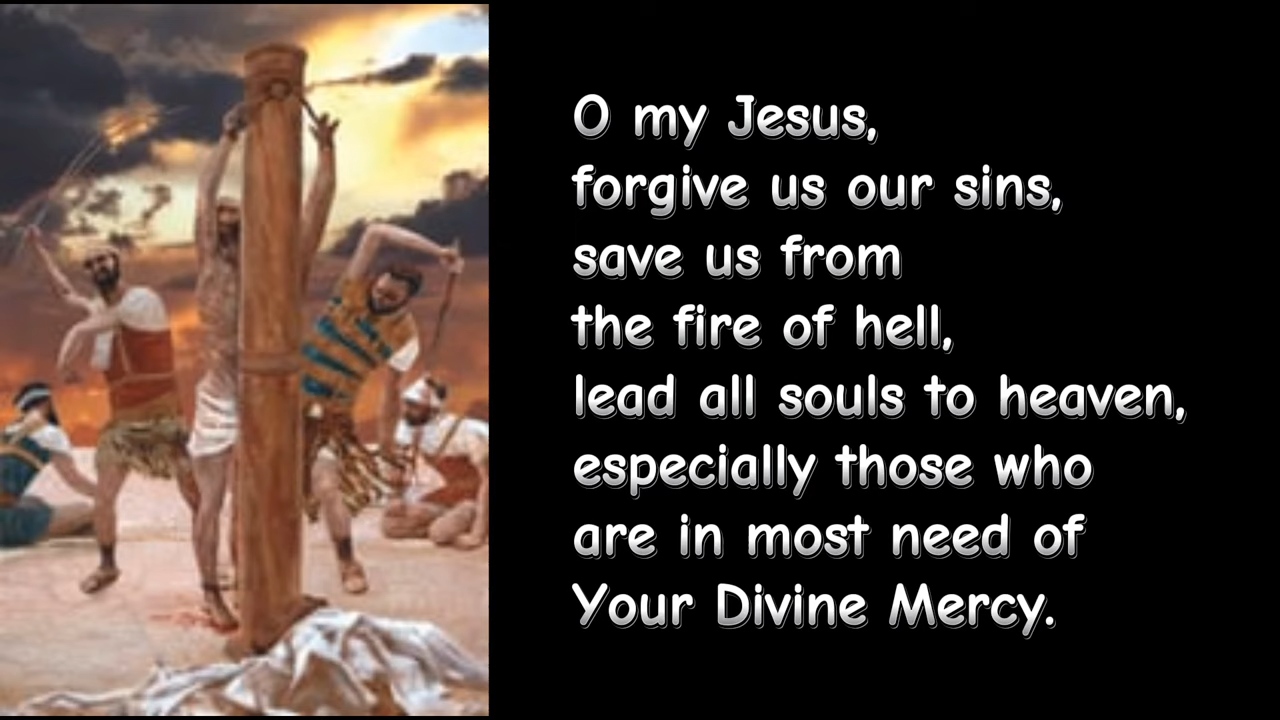 O my Jesus,
forgive us our sins,
save us from
the fire of hell,
lead all souls to heaven,
especially those who
are in most need of
Your Divine Mercy.